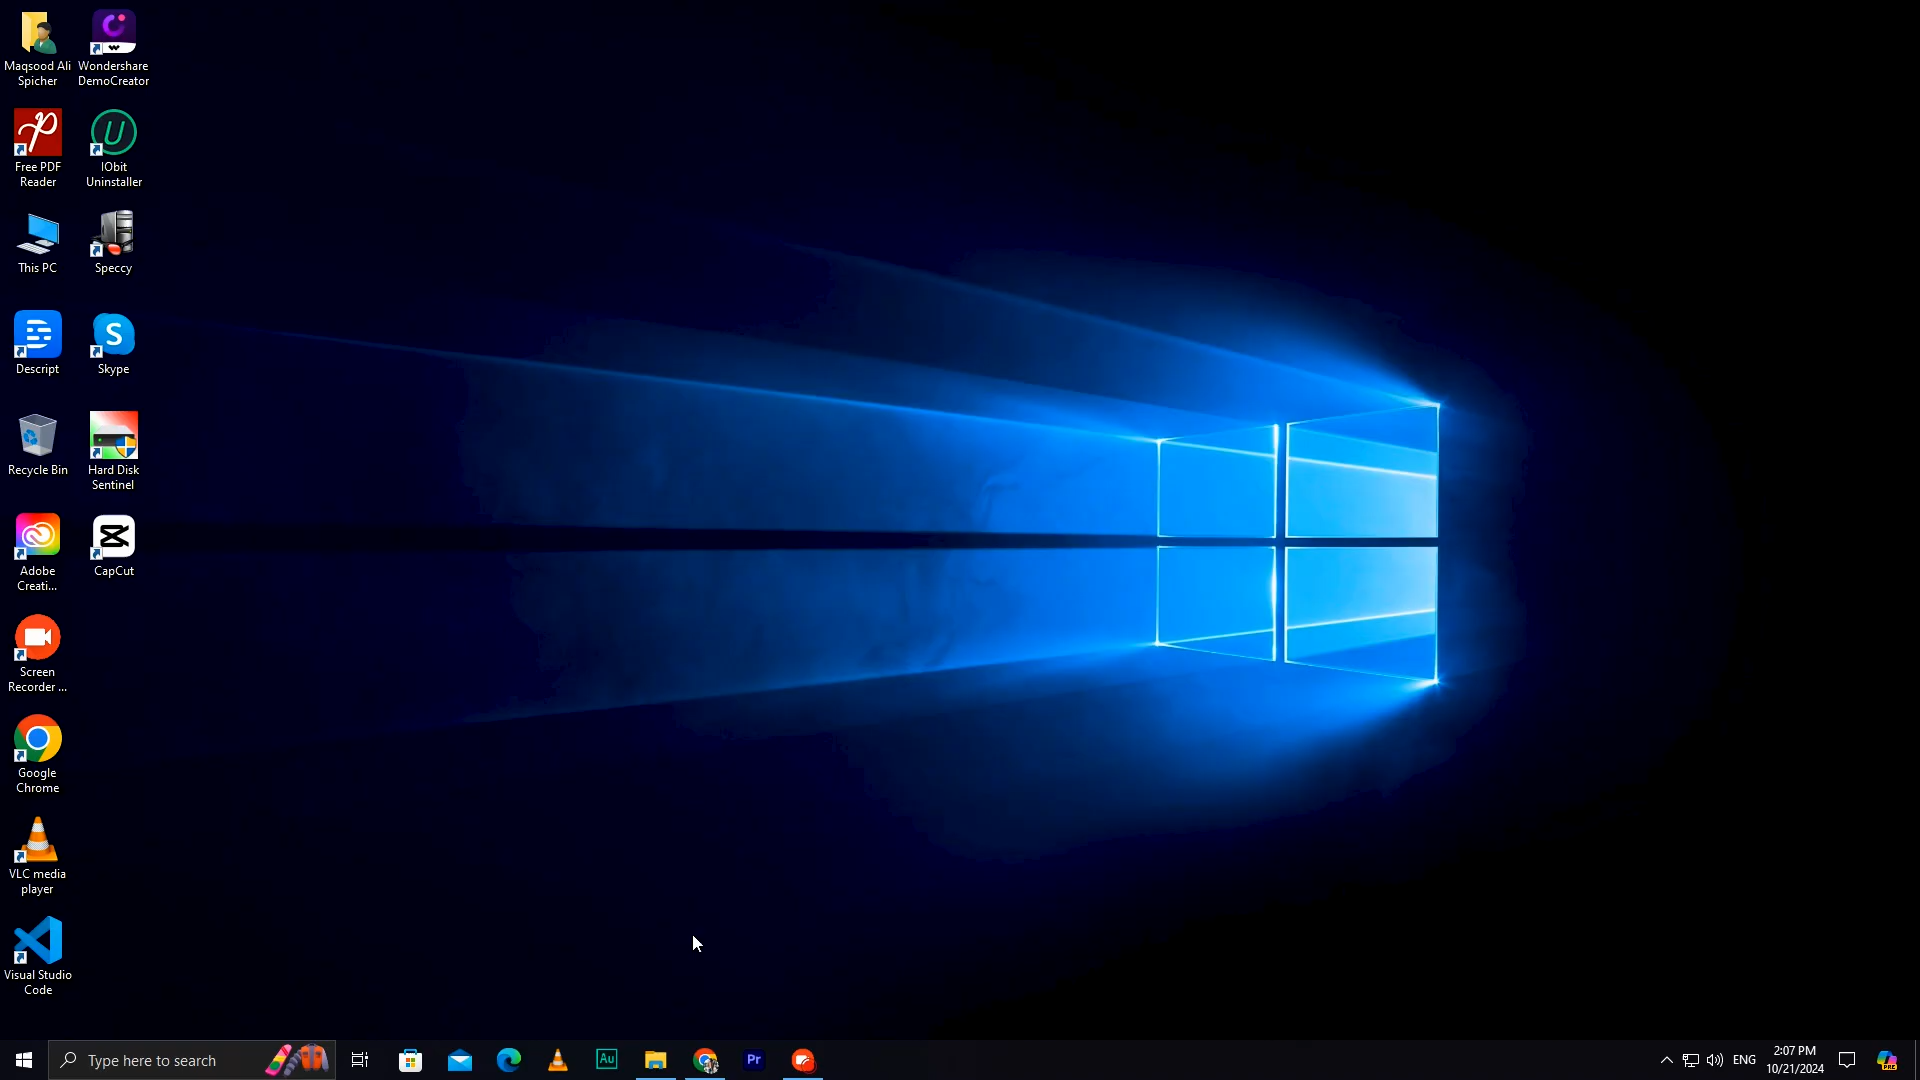 Maqsood Ali
Spicher
Wondershare
DemoCreator
Free PDF
Reader
IObit
Uninstaller
This PC
Speccy
Descript
Skype
Recycle Bin
Hard Disk
Sentinel
Adobe
Creati...
CapCut
Screen
Recorder ...
Google
Chrome
VLC media
player
Visual Studio
Code
Type here to search
Au
Pr
ENG
2:07 PM
10/21/2024
PRE